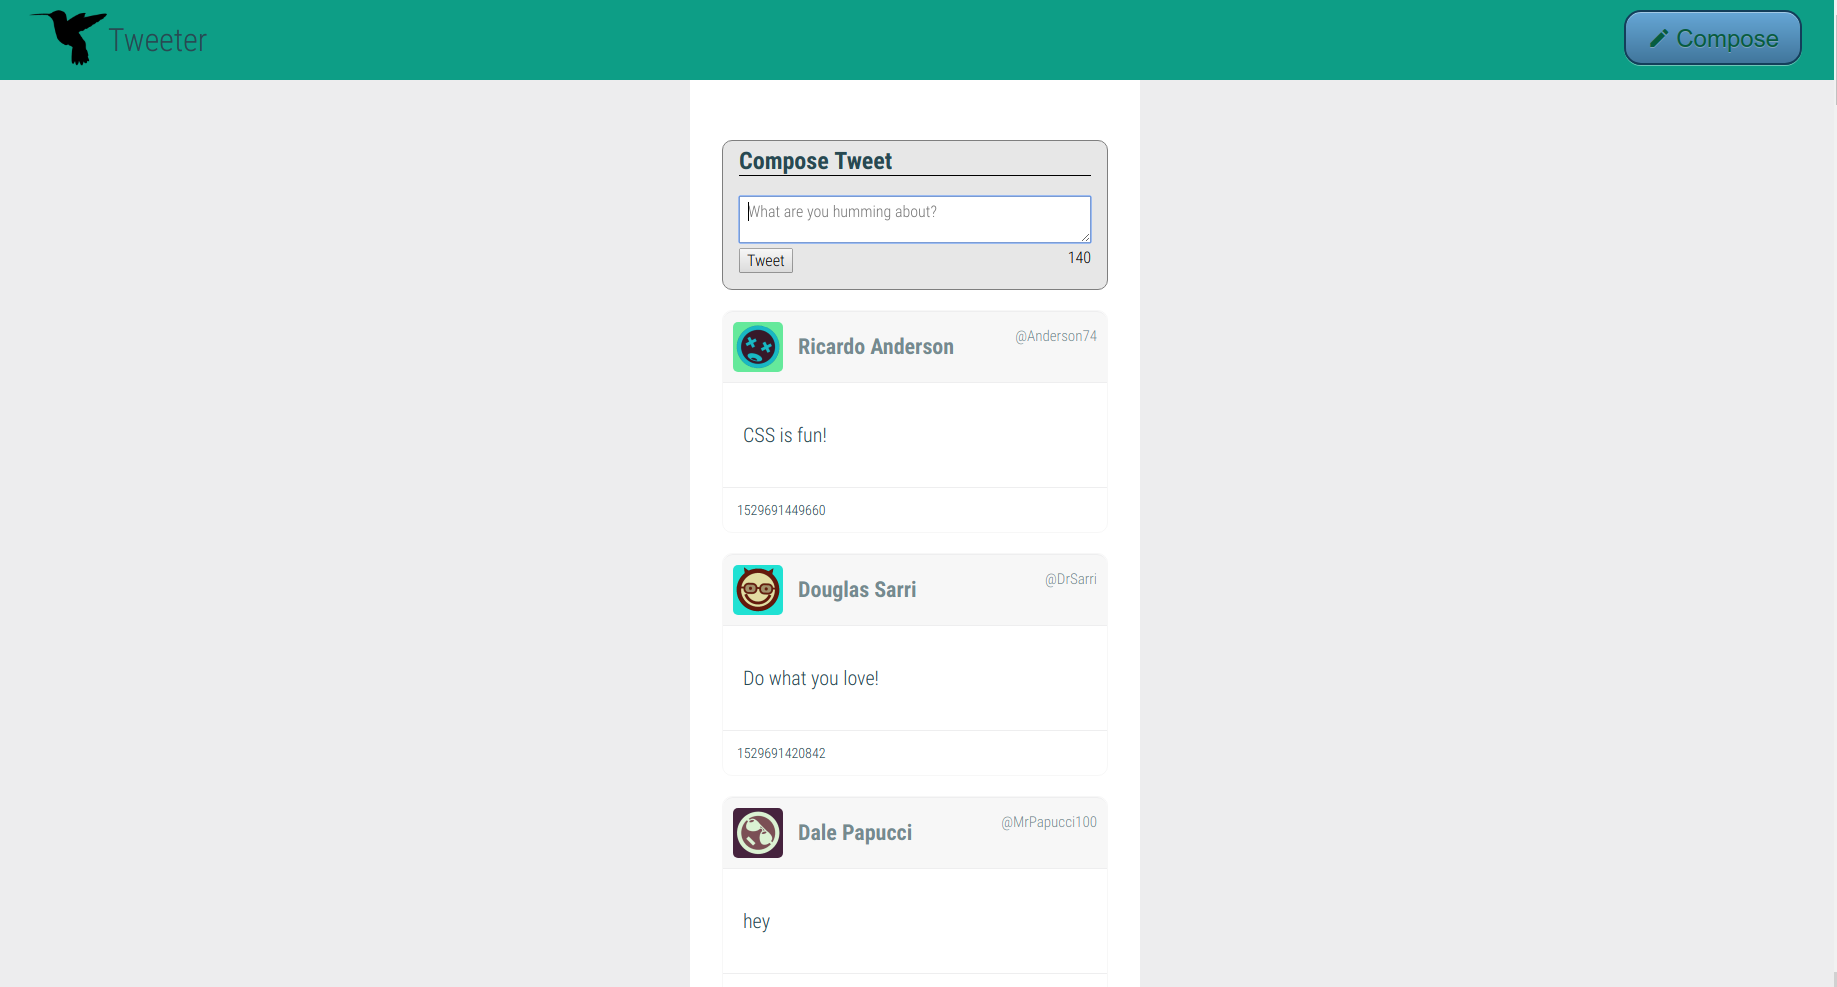 Tweeter
Compose
Compose Tweet
What are you humming about?
Tweet
140
Ricardo Anderson
@Anderson74
CSS is fun!
1529691449660
Douglas Sarri
@DrSarri
Do what you love!
1529691420842
Dale Papucci
@MrPapucci100
hey